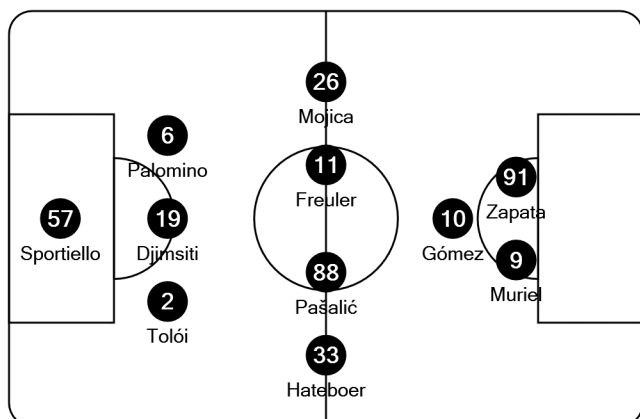 26
Mojica
6
Palomino
11
Freuler
91
Zapata
57
Sportiello
19
Djimsiti
10
Gómez
9
Muriel
88
Pašalić
2
Tolói
33
Hateboer